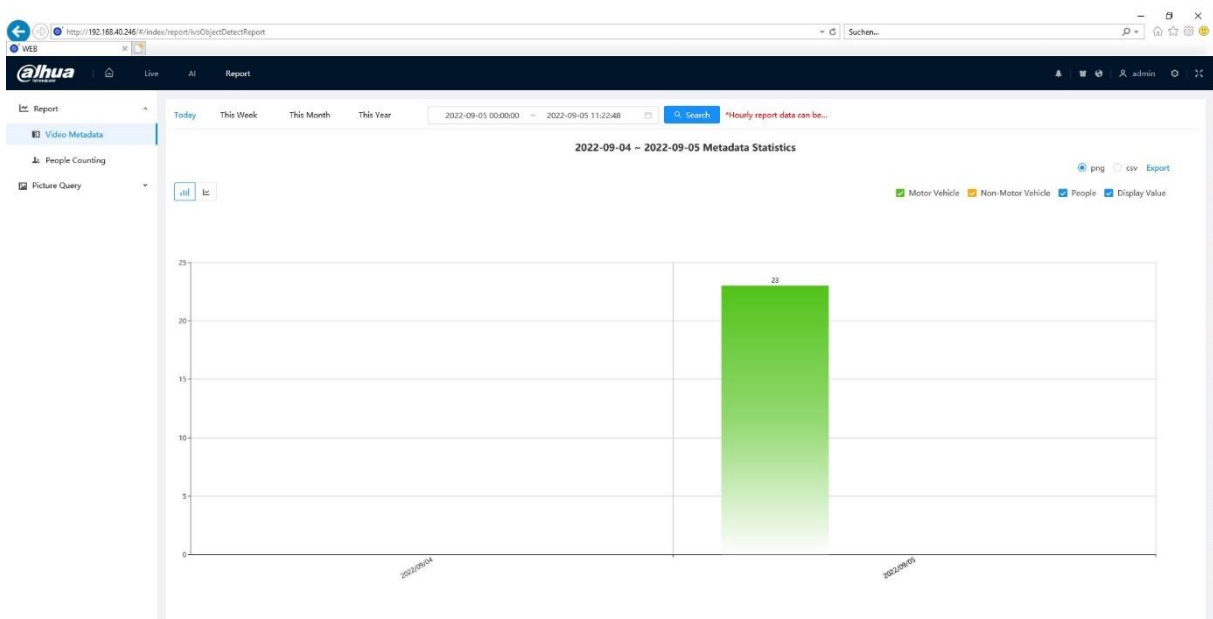 http://192.168.40.246/#/index/report/ivsObjectDetectReport
Suchen...
WEB
alhua
TECHNOLOGY
Live AI Report
admin
Report
Video Metadata
People Counting
Picture Query
Today This Week This Month This Year 2022-09-05 00:00:00 ~ 2022-09-05 11:22:48 Search *Hourly report data can be...
2022-09-04 ~ 2022-09-05 Metadata Statistics
png csv Export
Motor Vehicle Non-Motor Vehicle People Display Value
25
23
20
15
10
5
0
2022/09/04 2022/09/05